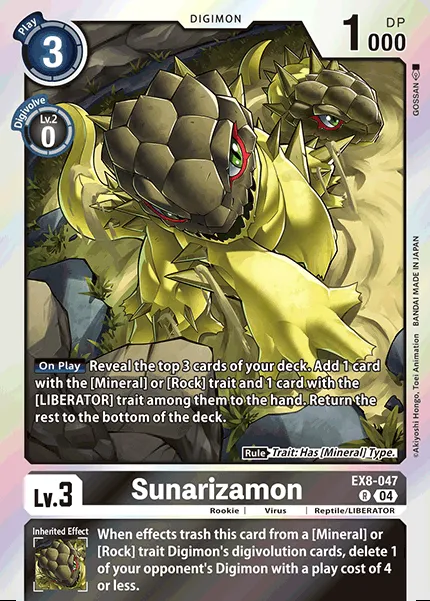 DIGIMON
Play
3
1000
DP
Digivolve
Lv.2
0
GOSSAN
©Akiyoshi Hongo, Toei Animation BANDAI MADE IN JAPAN
On Play Reveal the top 3 cards of your deck. Add 1 card
with the [Mineral] or [Rock] trait and 1 card with the
[LIBERATOR] trait among them to the hand. Return the
rest to the bottom of the deck.
Rule Trait: Has [Mineral] Type.
Lv.3
Sunarizamon
EX8-047
R 04
Rookie | Virus | Reptile/LIBERATOR
Inherited Effect
When effects trash this card from a [Mineral] or
[Rock] trait Digimon's digivolution cards, delete 1
of your opponent's Digimon with a play cost of 4
or less.